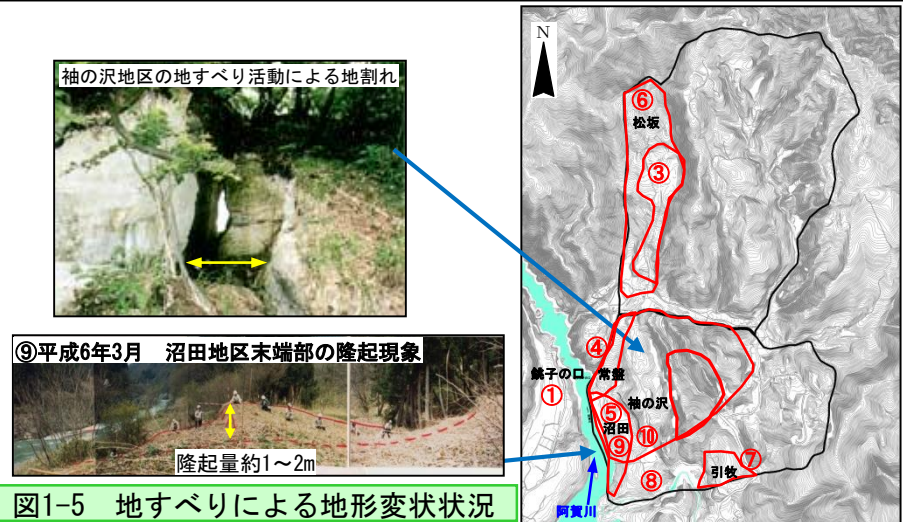 袖の沢地区の地すべり活動による地割れ
⑨平成6年3月 沼田地区末端部の隆起現象
隆起量約1~2m
図1-5 地すべりによる地形変状状況
N
⑥
松坂
③
④
銚子の口
常盤
①
袖の沢
⑤
沼田
⑩
⑨
⑦
引牧
⑧
阿賀川